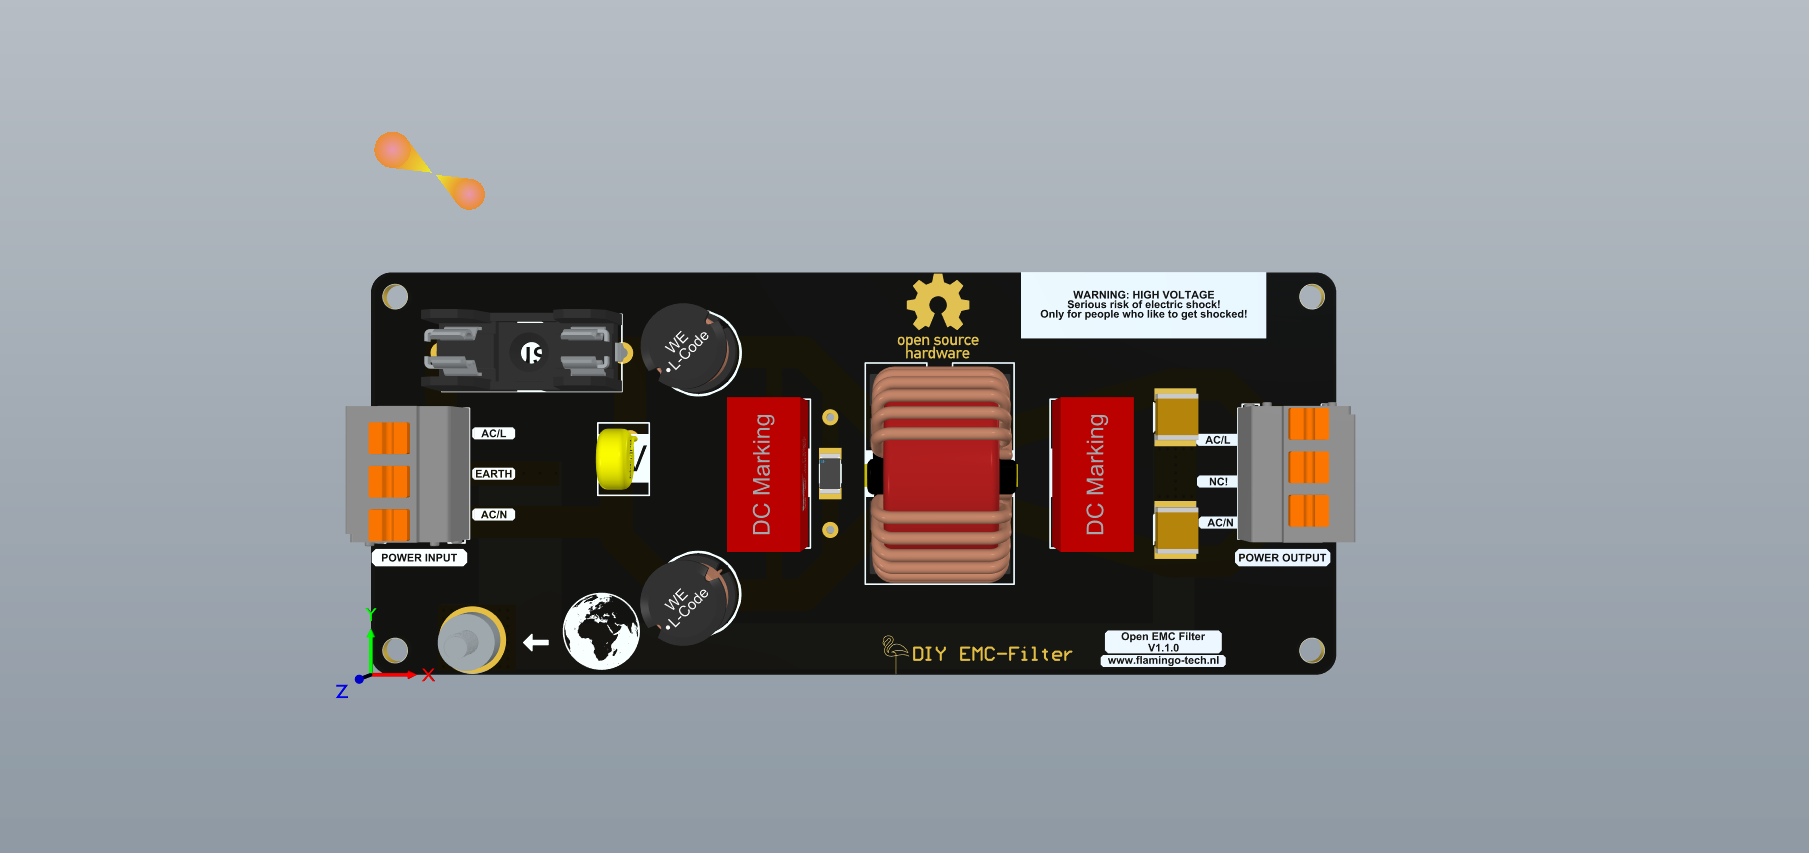 WARNING: HIGH VOLTAGE
Serious risk of electric shock!
Only for people who like to get shocked!
open source
hardware
WE
L-Code
AC/L
EARTH
AC/N
POWER INPUT
V
DC Marking
DC Marking
AC/L
NC!
AC/N
POWER OUTPUT
WE
L-Code
DIY EMC-Filter
Open EMC Filter
V1.1.0
www.flamingo-tech.nl
Y
X
Z